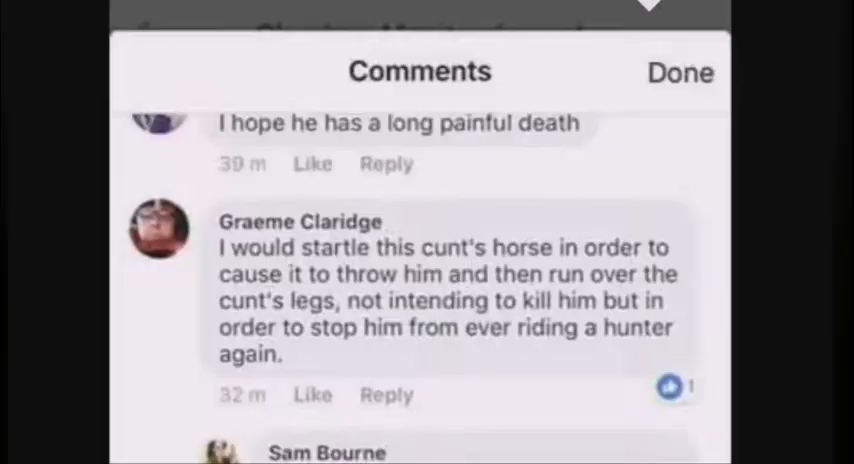 Comments
Done
I hope he has a long painful death
39 m Like Reply
Graeme Claridge
I would startle this cunt's horse in order to
cause it to throw him and then run over the
cunt's legs, not intending to kill him but in
order to stop him from ever riding a hunter
again.
32 m Like Reply
1
Sam Bourne